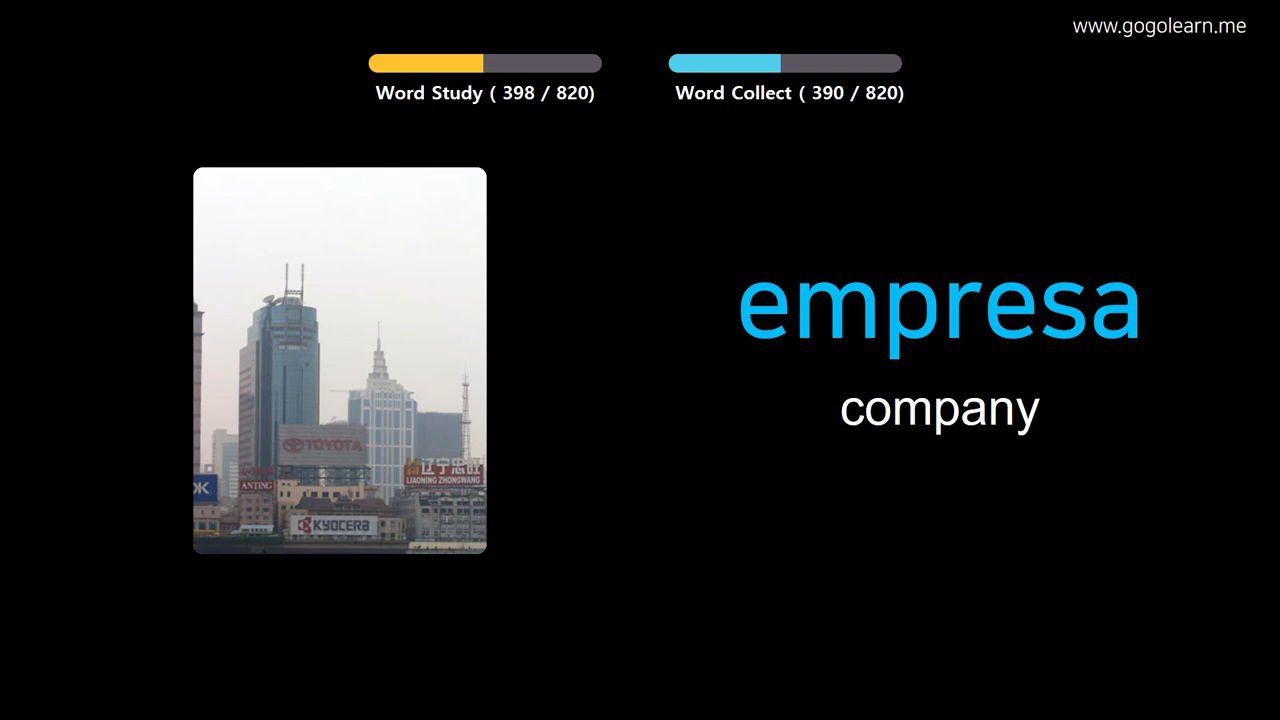 www.gogolearn.me
Word Study ( 398 / 820)
Word Collect ( 390 / 820)
empresa
company
TOYOTA
辽宁忠旺
LIAONING ZHONGWANG
OK.
ANTING
KYOCERA